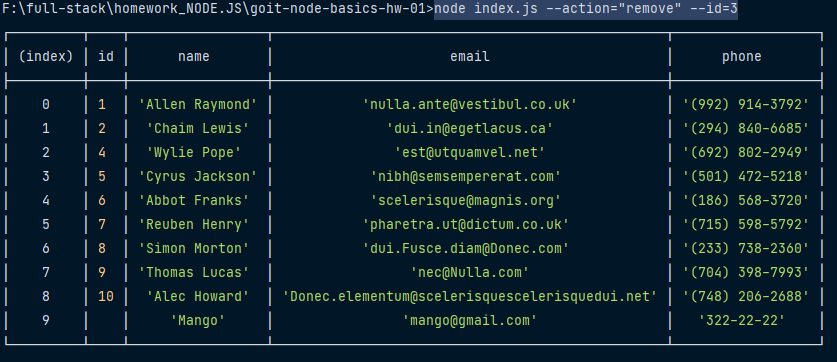 F:\full-stack\homework_NODE.JS\goit-node-basics-hw-01>node index.js --action="remove" --id=3
(index) id name email phone
0 1 'Allen Raymond' 'nulla.ante@vestibul.co.uk' '(992) 914-3792'
1 2 'Chaim Lewis' 'dui.in@egetlacus.ca' '(294) 840-6685'
2 4 'Wylie Pope' 'est@utquamvel.net' '(692) 802-2949'
3 5 'Cyrus Jackson' 'nibh@semsempererat.com' '(501) 472-5218'
4 6 'Abbot Franks' 'scelerisque@magnis.org' '(186) 568-3720'
5 7 'Reuben Henry' 'pharetra.ut@dictum.co.uk' '(715) 598-5792'
6 8 'Simon Morton' 'dui.Fusce.diam@Donec.com' '(233) 738-2360'
7 9 'Thomas Lucas' 'nec@Nulla.com' '(704) 398-7993'
8 10 'Alec Howard' 'Donec.elementum@scelerisquescelerisquedui.net' '(748) 206-2688'
9 'Mango' 'mango@gmail.com' '322-22-22'